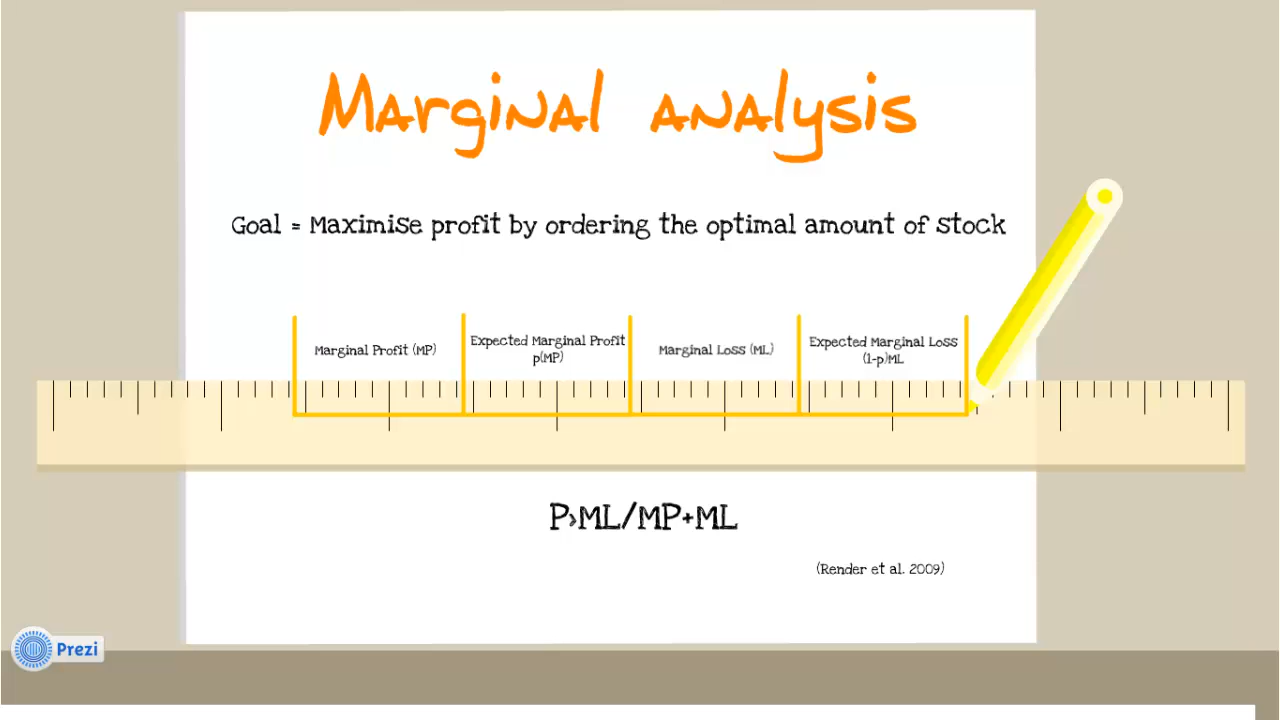 Marginal analysis
Goal = Maximise profit by ordering the optimal amount of stock
Marginal Profit (MP)
Expected Marginal Profit
p(MP)
Marginal Loss (ML)
Expected Marginal Loss
(1-p)ML
P>ML/MP+ML
(Render et al. 2009)
Prezi